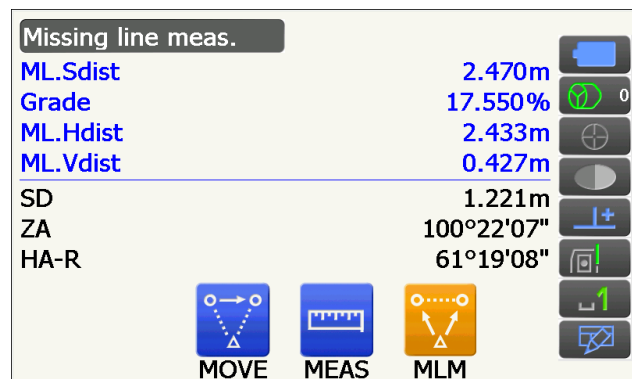 Missing line meas.
ML.Sdist 2.470m
Grade 17.550%
ML.Hdist 2.433m
ML.Vdist 0.427m
SD 1.221m
ZA 100°22'07"
HA-R 61°19'08"
0
1
MOVE MEAS MLM